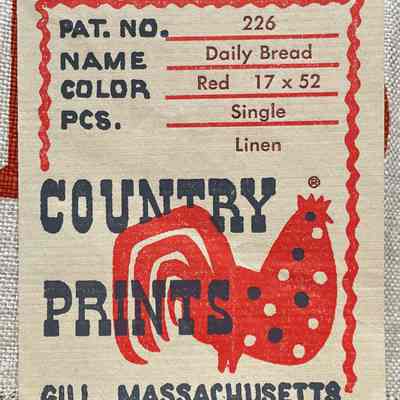 PAT. NO. 226
NAME Daily Bread
COLOR Red 17 x 52
PCS. Single
Linen
COUNTRY ®
PRINTS
GILL, MASSACHUSETTS